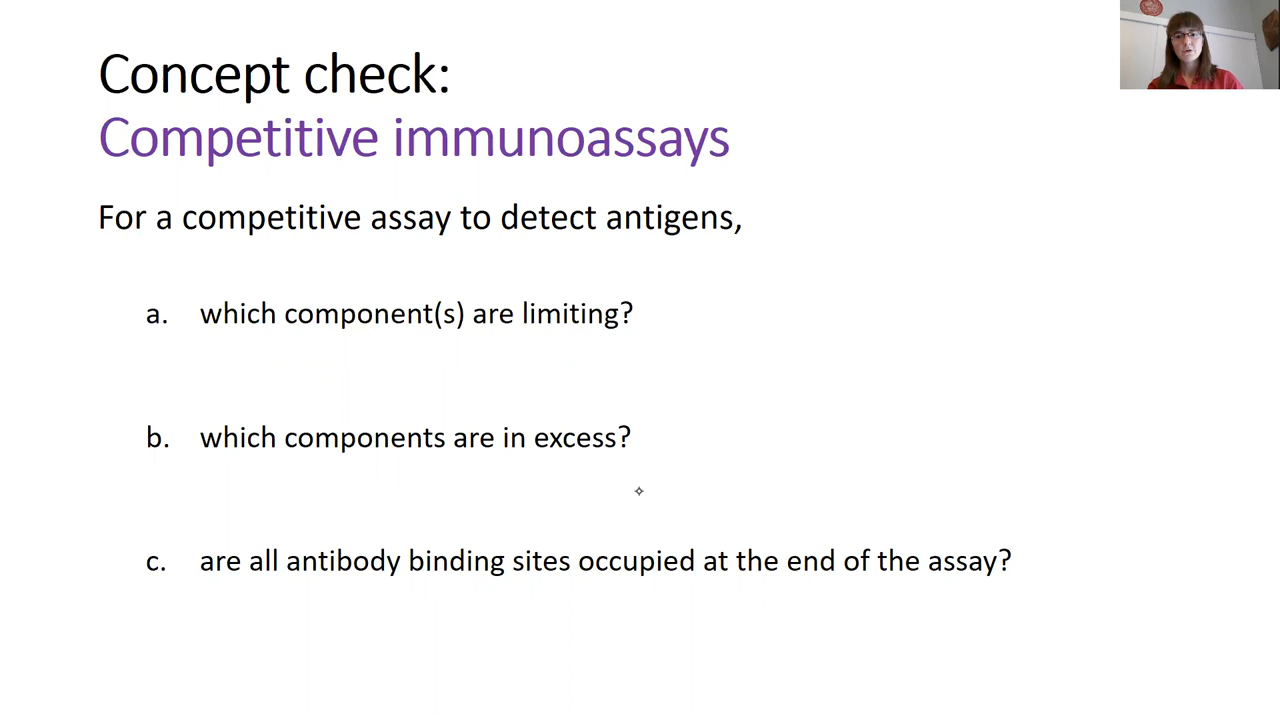 Concept check:
Competitive immunoassays
For a competitive assay to detect antigens,
a. which component(s) are limiting?
b. which components are in excess?
c. are all antibody binding sites occupied at the end of the assay?